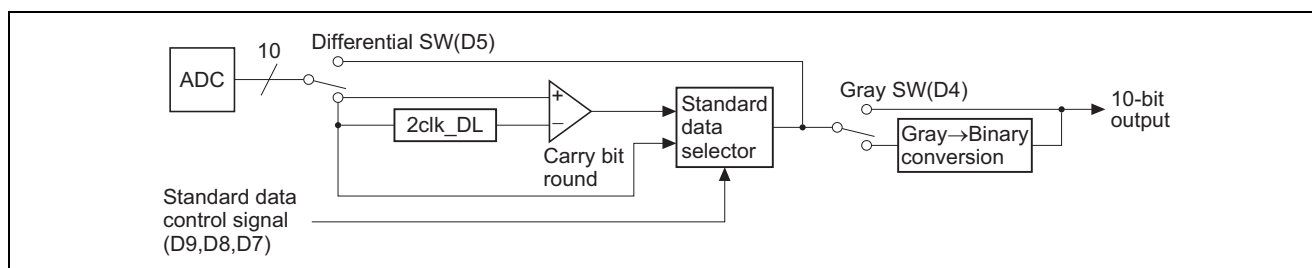 Differential SW(D5)
10
ADC
+
−
2clk_DL
Carry bit
round
Standard
data
selector
Gray SW(D4)
Gray→Binary
conversion
10-bit
output
Standard data
control signal
(D9,D8,D7)